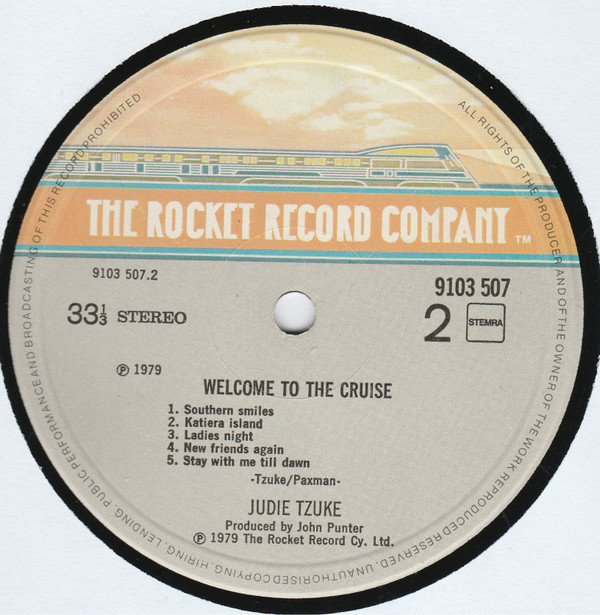 THE ROCKET RECORD COMPANY ™
9103 507.2
9103 507
33⅓ STEREO
2
STEMRA
℗ 1979
WELCOME TO THE CRUISE
1. Southern smiles
2. Katiera island
3. Ladies night
4. New friends again
5. Stay with me till dawn
-Tzuke/Paxman-
JUDIE TZUKE
Produced by John Punter
℗ 1979 The Rocket Record Cy. Ltd.
ALL RIGHTS OF THE PRODUCER AND OF THE OWNER OF THE WORK REPRODUCED RESERVED. UNAUTHORISED COPYING, HIRING, LENDING, PUBLIC PERFORMANCE AND BROADCASTING OF THIS RECORD PROHIBITED